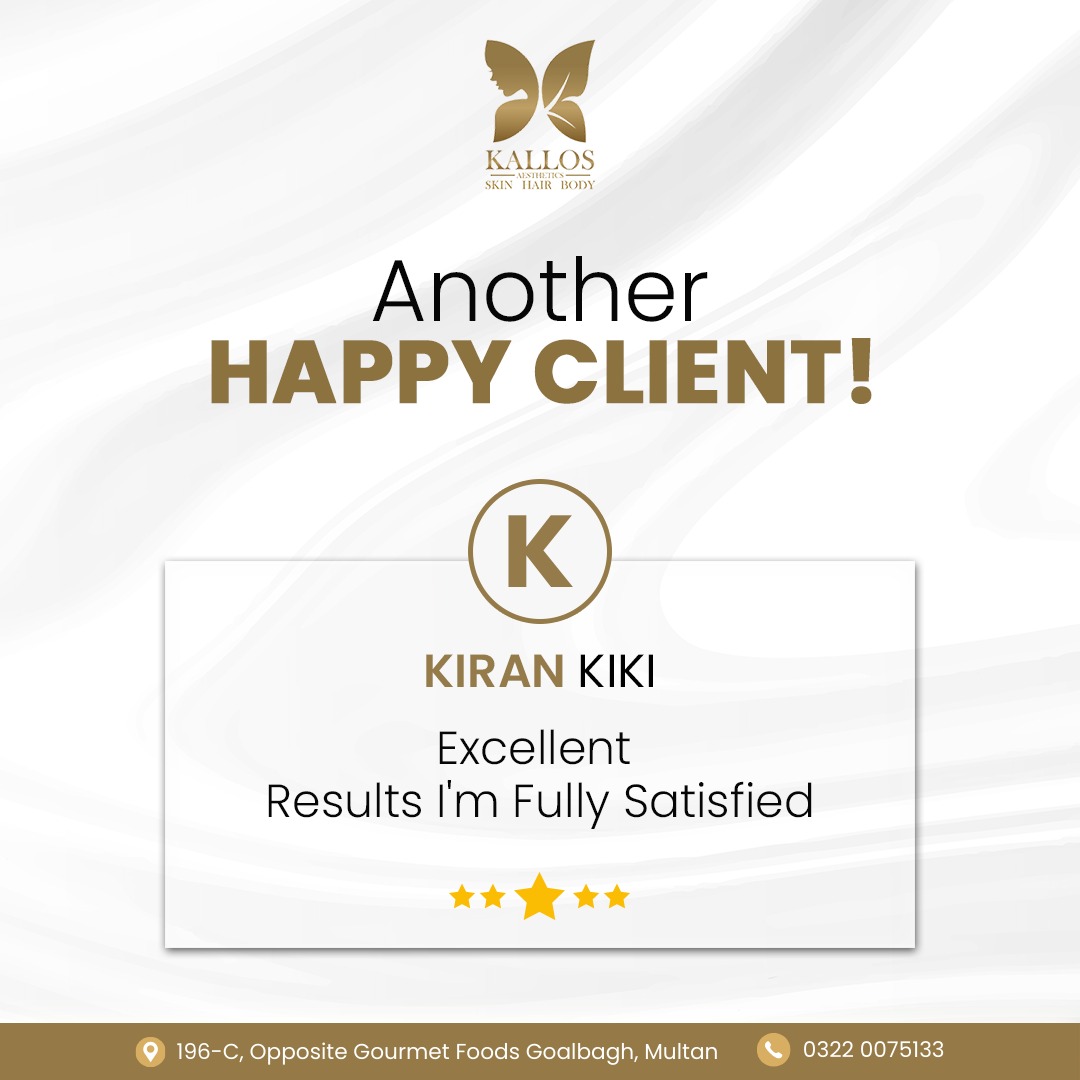 KALLOS
AESTHETICS
SKIN HAIR BODY
Another
HAPPY CLIENT!
K
KIRAN KIKI
Excellent
Results I'm Fully Satisfied
196-C, Opposite Gourmet Foods Goalbagh, Multan
0322 0075133